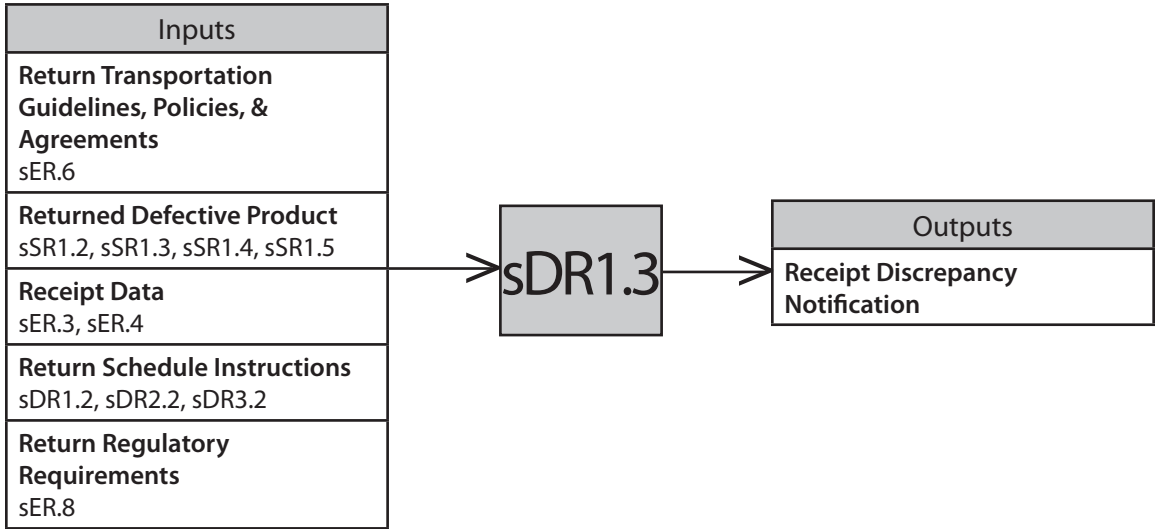 Inputs
Return Transportation
Guidelines, Policies, &
Agreements
sER.6
Returned Defective Product
sSR1.2, sSR1.3, sSR1.4, sSR1.5
Receipt Data
sER.3, sER.4
Return Schedule Instructions
sDR1.2, sDR2.2, sDR3.2
Return Regulatory
Requirements
sER.8
sDR1.3
Outputs
Receipt Discrepancy
Notification